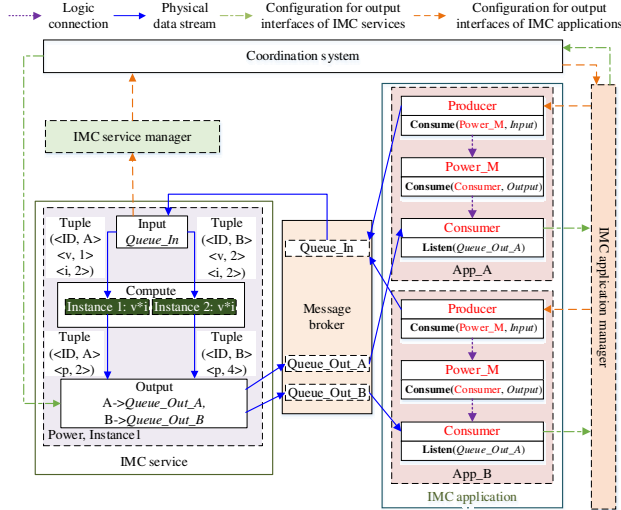 Logic connection
Physical data stream
Configuration for output interfaces of IMC services
Configuration for output interfaces of IMC applications
Coordination system
IMC service manager
Tuple
(<ID, A>
<v, 1>
<i, 2>)
Input
Queue_In
Tuple
(<ID, B>
<v, 2>
<i, 2>)
Compute
Instance 1: v*i
Instance 2: v*i
Tuple
(<ID, A>
<p, 2>)
Tuple
(<ID, B>
<p, 4>)
Output
A->Queue_Out_A,
B->Queue_Out_B
Power, Instance1
IMC service
Queue_In
Message
broker
Queue_Out_A
Queue_Out_B
Producer
Consume(Power_M, Input)
Power_M
Consume(Consumer, Output)
Consumer
Listen(Queue_Out_A)
App_A
Producer
Consume(Power_M, Input)
Power_M
Consume(Consumer, Output)
Consumer
Listen(Queue_Out_A)
App_B
IMC application
IMC application manager